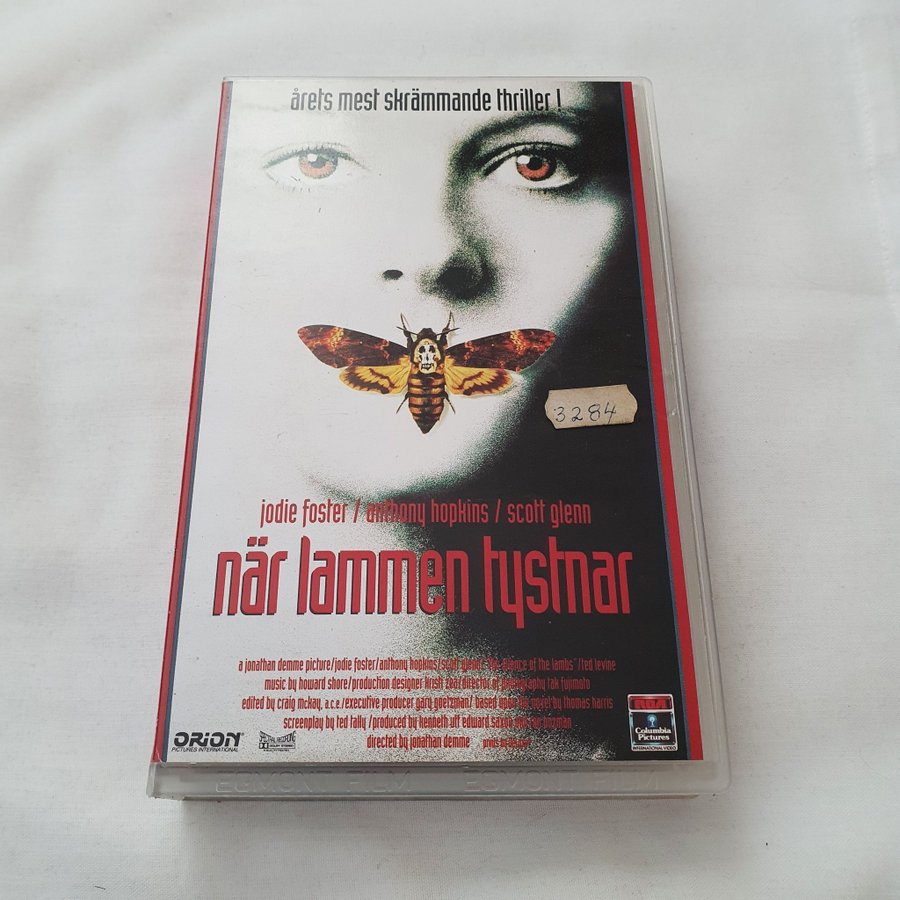 årets mest skrämmande thriller !
3284
jodie foster / anthony hopkins / scott glenn
när lammen tystnar
a jonathan demme picture/jodie foster/anthony hopkins/scott glenn "the silence of the lambs"/ted levine
music by howard shore/production designer kristi zea/director of photography tak fujimoto
edited by craig mckay, a.c.e./executive producer gary goetzman/ based upon the novel by thomas harris
screenplay by ted tally /produced by kenneth utt edward saxon
directed by jonathan demme
ORION
PICTURES INTERNATIONAL
DOLBY STEREO
RCA
Columbia
Pictures
INTERNATIONAL VIDEO
EGMONT FILM EGMONT FILM